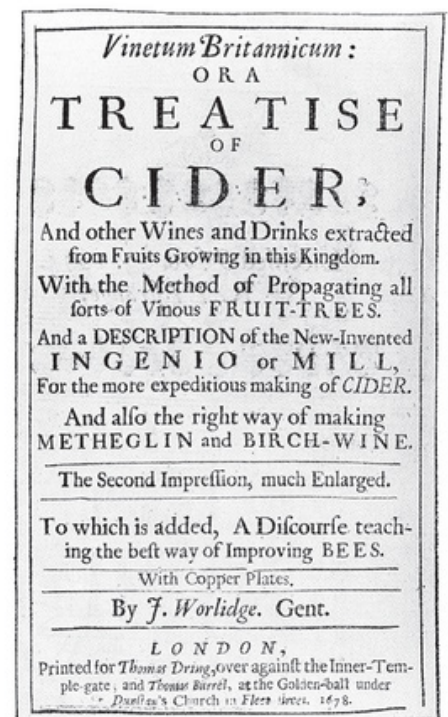 Vinetum Britannicum:
OR A
TREATISE
OF
CIDER,
And other Wines and Drinks extracted
from Fruits Growing in this Kingdom.
With the Method of Propagating all
ſorts of Vinous FRUIT-TREES.
And a DESCRIPTION of the New-Invented
INGENIO or MILL,
For the more expeditious making of CIDER.
And alſo the right way of making
METHEGLIN and BIRCH-WINE.
The Second Impreſſion, much Enlarged.
To which is added, A Diſcourſe teach-
ing the beſt way of Improving BEES.
With Copper Plates.
By J. Worlidge. Gent.
LONDON,
Printed for Thomas Dring, over againſt the Inner-Tem-
ple-gate; and Thomas Burrel, at the Golden-ball under
Dunſtan's Church in Fleet ſtreet. 1678.